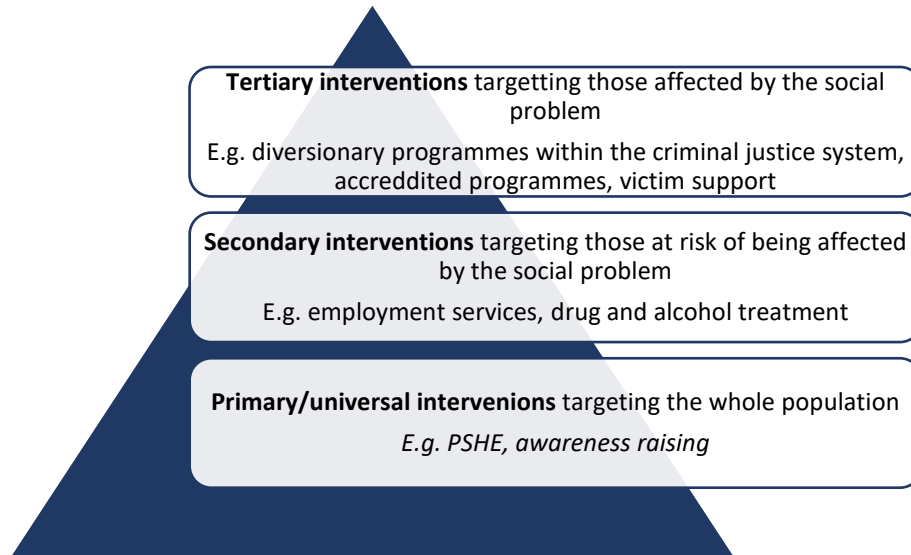 Tertiary interventions targetting those affected by the social
problem
E.g. diversionary programmes within the criminal justice system,
accreddited programmes, victim support
Secondary interventions targeting those at risk of being affected
by the social problem
E.g. employment services, drug and alcohol treatment
Primary/universal intervenions targeting the whole population
E.g. PSHE, awareness raising